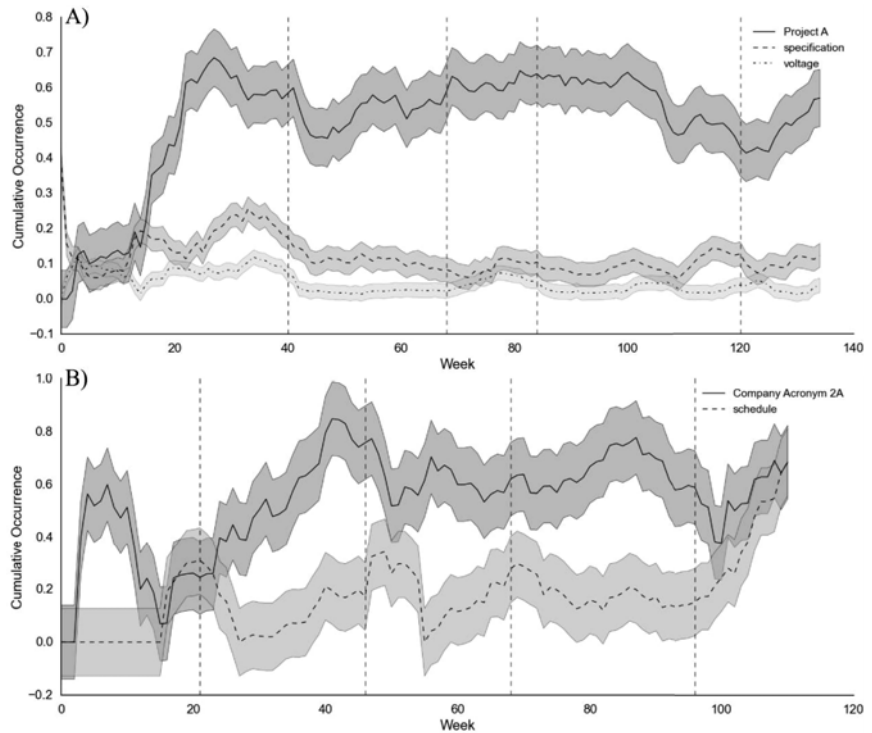 A)
0.8
0.7
0.6
0.5
0.4
0.3
0.2
0.1
0.0
−0.1
Cumulative Occurrence
Project A
specification
voltage
0 20 40 60 80 100 120 140
Week
B)
1.0
0.8
0.6
0.4
0.2
0.0
−0.2
Cumulative Occurrence
Company Acronym 2A
schedule
0 20 40 60 80 100 120
Week